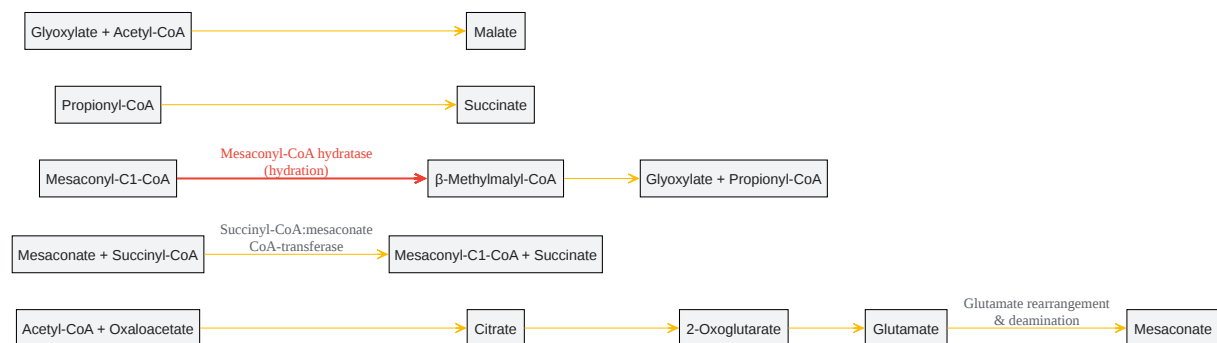 Glyoxylate + Acetyl-CoA
Malate
Propionyl-CoA
Succinate
Mesaconyl-C1-CoA
Mesaconyl-CoA hydratase
(hydration)
β-Methylmalyl-CoA
Glyoxylate + Propionyl-CoA
Mesaconate + Succinyl-CoA
Succinyl-CoA:mesaconate
CoA-transferase
Mesaconyl-C1-CoA + Succinate
Acetyl-CoA + Oxaloacetate
Citrate
2-Oxoglutarate
Glutamate
Glutamate rearrangement
& deamination
Mesaconate